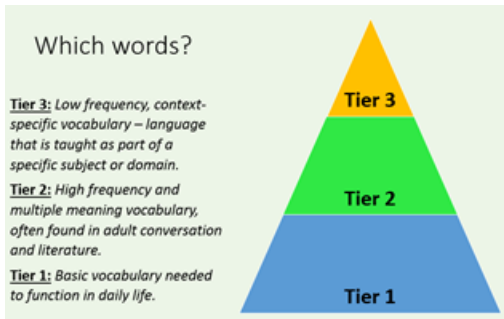 Which words?
Tier 3: Low frequency, context-
specific vocabulary – language
that is taught as part of a
specific subject or domain.
Tier 2: High frequency and
multiple meaning vocabulary,
often found in adult conversation
and literature.
Tier 1: Basic vocabulary needed
to function in daily life.
Tier 3
Tier 2
Tier 1